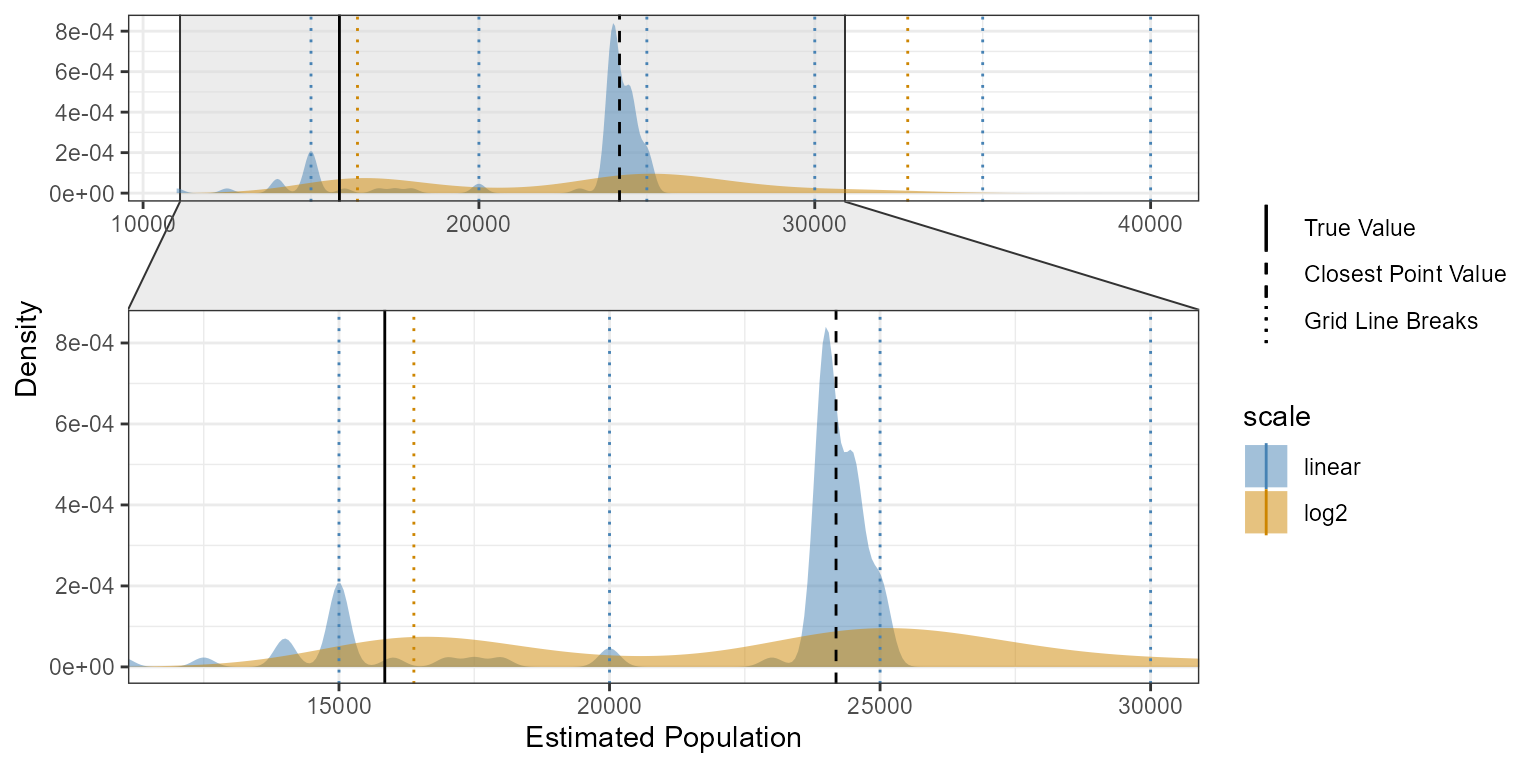 8e-04
6e-04
4e-04
2e-04
0e+00
10000 20000 30000 40000
Density
8e-04
6e-04
4e-04
2e-04
0e+00
15000 20000 25000 30000
Estimated Population
True Value
Closest Point Value
Grid Line Breaks
scale
linear
log2